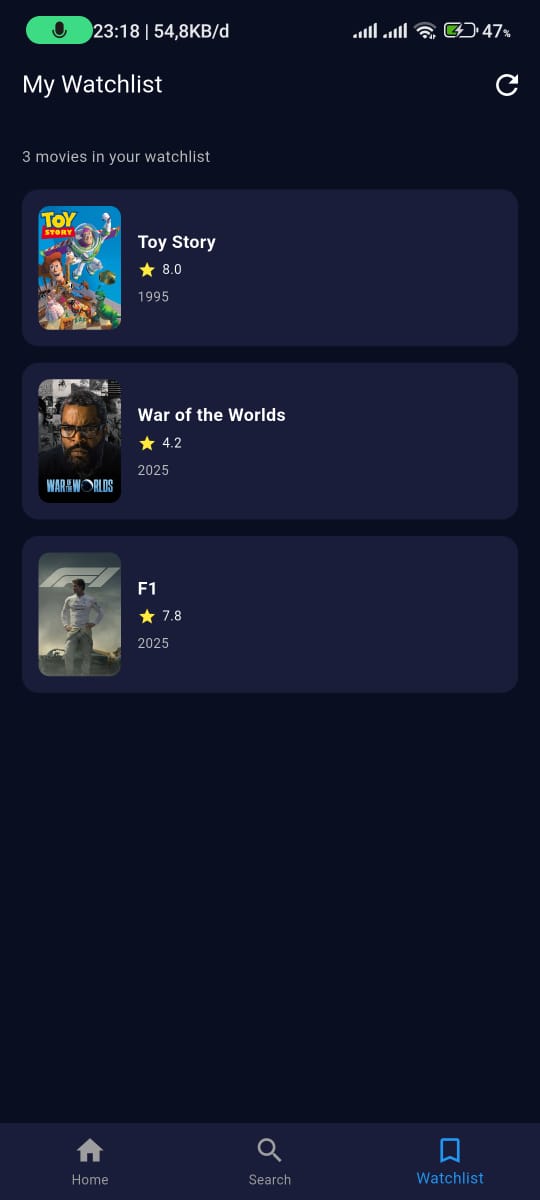 23:18 | 54,8KB/d
47%
My Watchlist
3 movies in your watchlist
TOY
STORY
Toy Story
8.0
1995
WAR OF THE WORLDS
War of the Worlds
4.2
2025
F1
7.8
2025
Home
Search
Watchlist